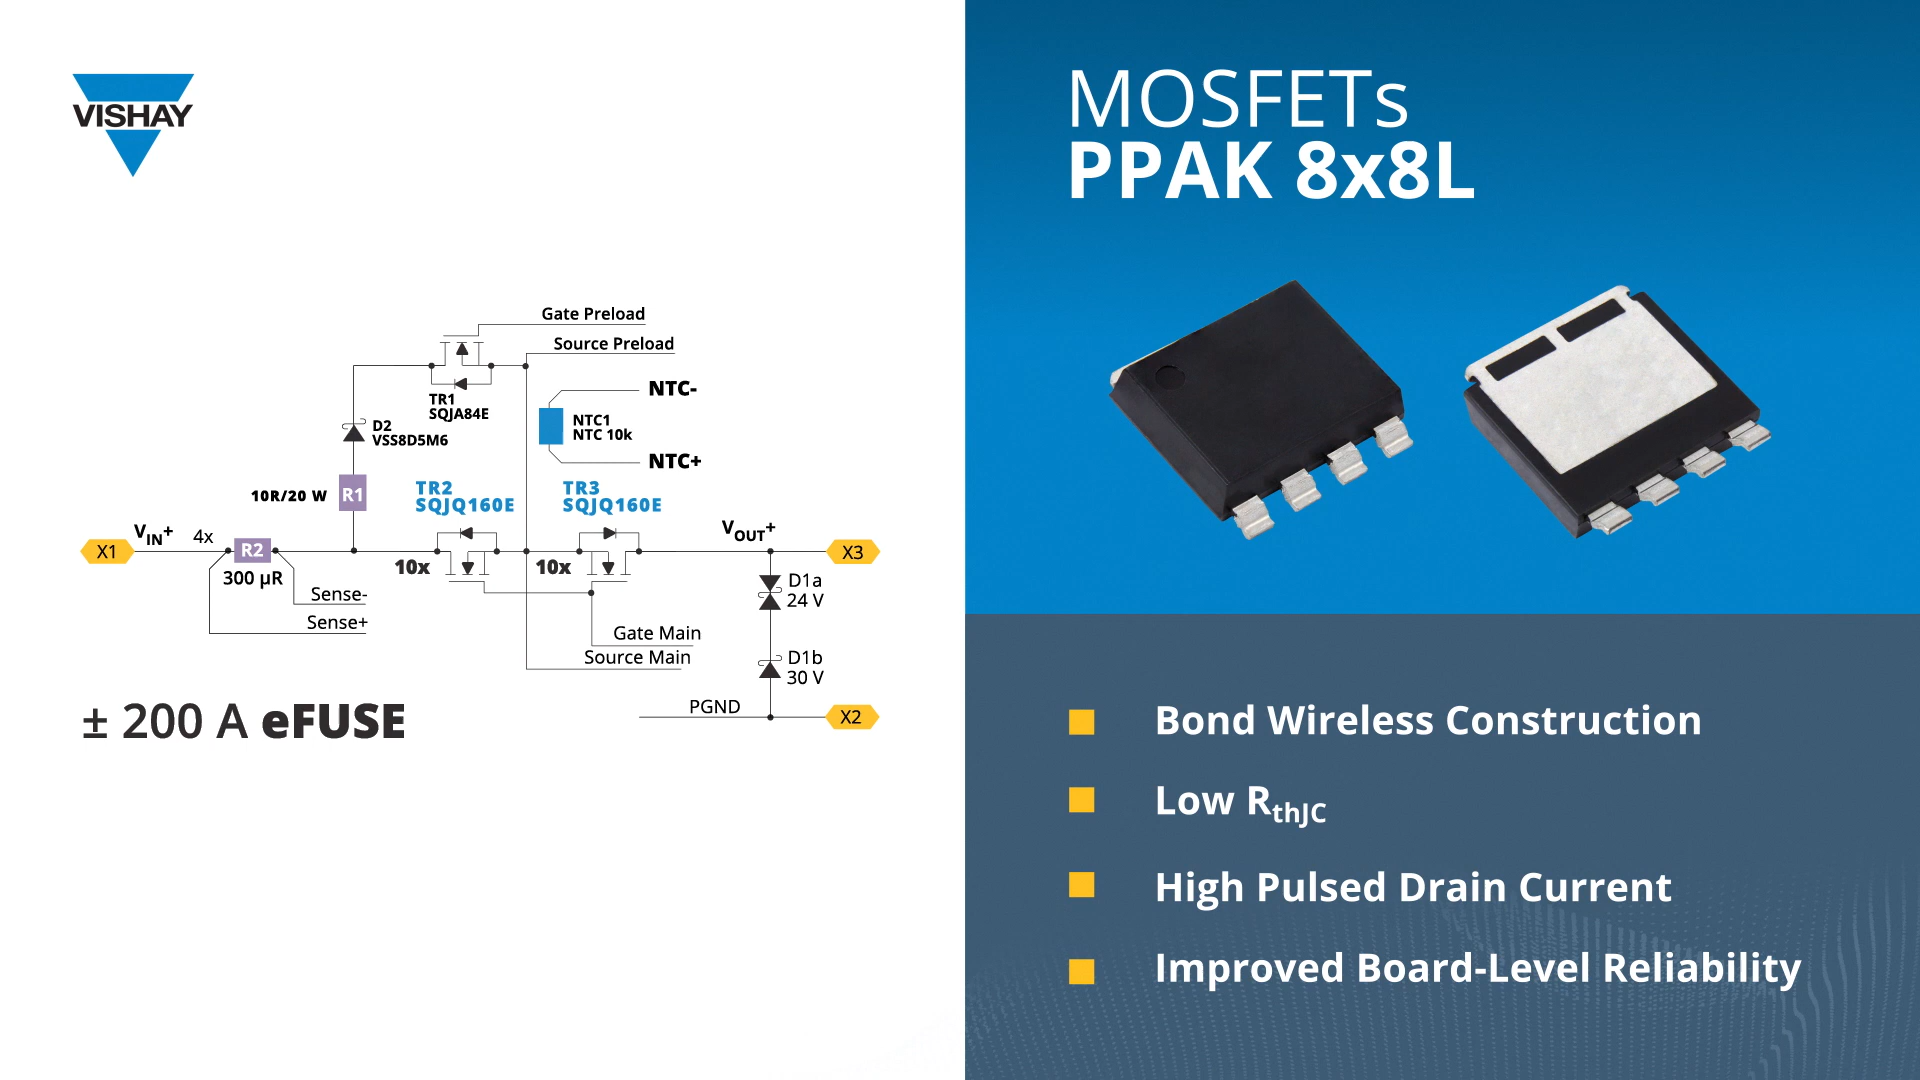 VISHAY
Gate Preload
Source Preload
NTC-
TR1
SQJA84E
NTC1
NTC 10k
D2
VSS8D5M6
NTC+
10R/20 W
R1
TR2
SQJQ160E
TR3
SQJQ160E
X1
VIN+
4x
R2
300 µR
10x
10x
VOUT+
X3
D1a
24 V
Sense-
Sense+
Gate Main
Source Main
D1b
30 V
PGND
X2
± 200 A eFUSE
MOSFETs
PPAK 8x8L
Bond Wireless Construction
Low RthJC
High Pulsed Drain Current
Improved Board-Level Reliability